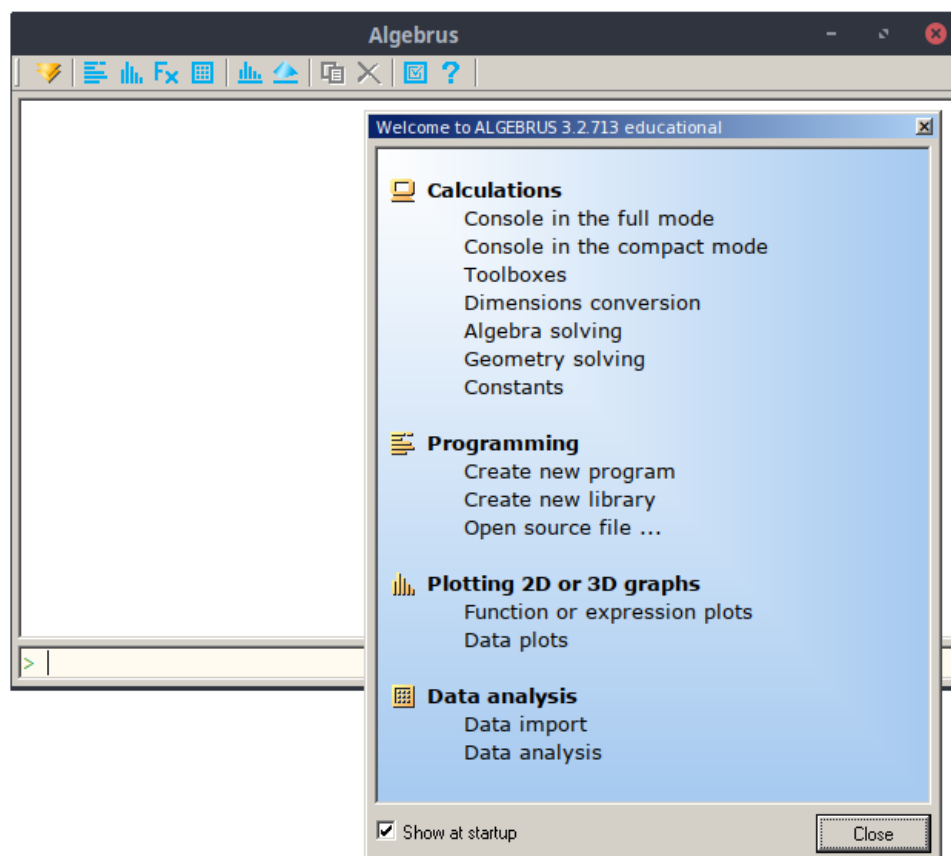 Algebrus
Fx
?
Welcome to ALGEBRUS 3.2.713 educational
Calculations
Console in the full mode
Console in the compact mode
Toolboxes
Dimensions conversion
Algebra solving
Geometry solving
Constants
Programming
Create new program
Create new library
Open source file ...
Plotting 2D or 3D graphs
Function or expression plots
Data plots
Data analysis
Data import
Data analysis
>
Show at startup
Close